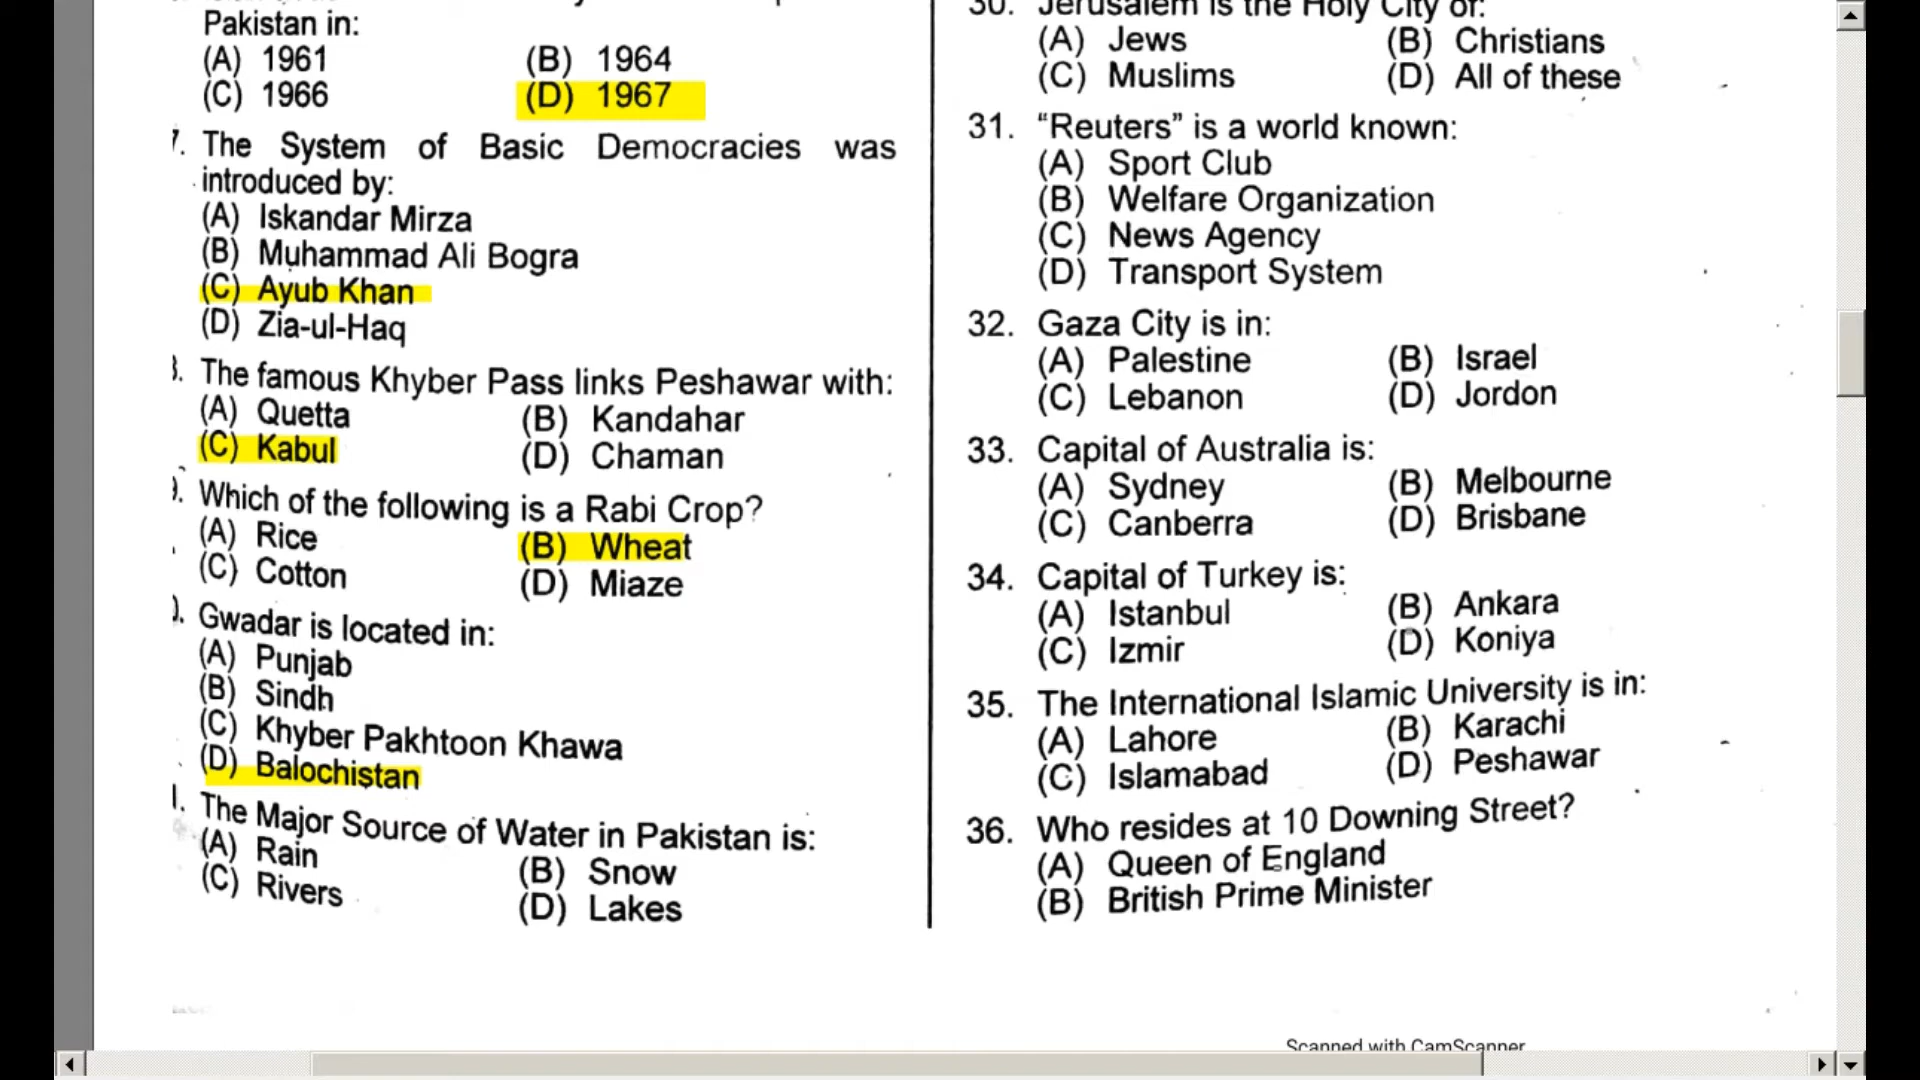 Pakistan in:
(A) 1961 (B) 1964
(C) 1966 (D) 1967
7. The System of Basic Democracies was
introduced by:
(A) Iskandar Mirza
(B) Muhammad Ali Bogra
(C) Ayub Khan
(D) Zia-ul-Haq
The famous Khyber Pass links Peshawar with:
(A) Quetta (B) Kandahar
(C) Kabul (D) Chaman
Which of the following is a Rabi Crop?
(A) Rice (B) Wheat
(C) Cotton (D) Miaze
Gwadar is located in:
(A) Punjab
(B) Sindh
(C) Khyber Pakhtoon Khawa
(D) Balochistan
The Major Source of Water in Pakistan is:
(A) Rain (B) Snow
(C) Rivers (D) Lakes
30. Jerusalem is the Holy City of:
(A) Jews (B) Christians
(C) Muslims (D) All of these
31. “Reuters” is a world known:
(A) Sport Club
(B) Welfare Organization
(C) News Agency
(D) Transport System
32. Gaza City is in:
(A) Palestine (B) Israel
(C) Lebanon (D) Jordon
33. Capital of Australia is:
(A) Sydney (B) Melbourne
(C) Canberra (D) Brisbane
34. Capital of Turkey is:
(A) Istanbul (B) Ankara
(C) Izmir (D) Koniya
35. The International Islamic University is in:
(A) Lahore (B) Karachi
(C) Islamabad (D) Peshawar
36. Who resides at 10 Downing Street?
(A) Queen of England
(B) British Prime Minister
Scanned with CamScanner